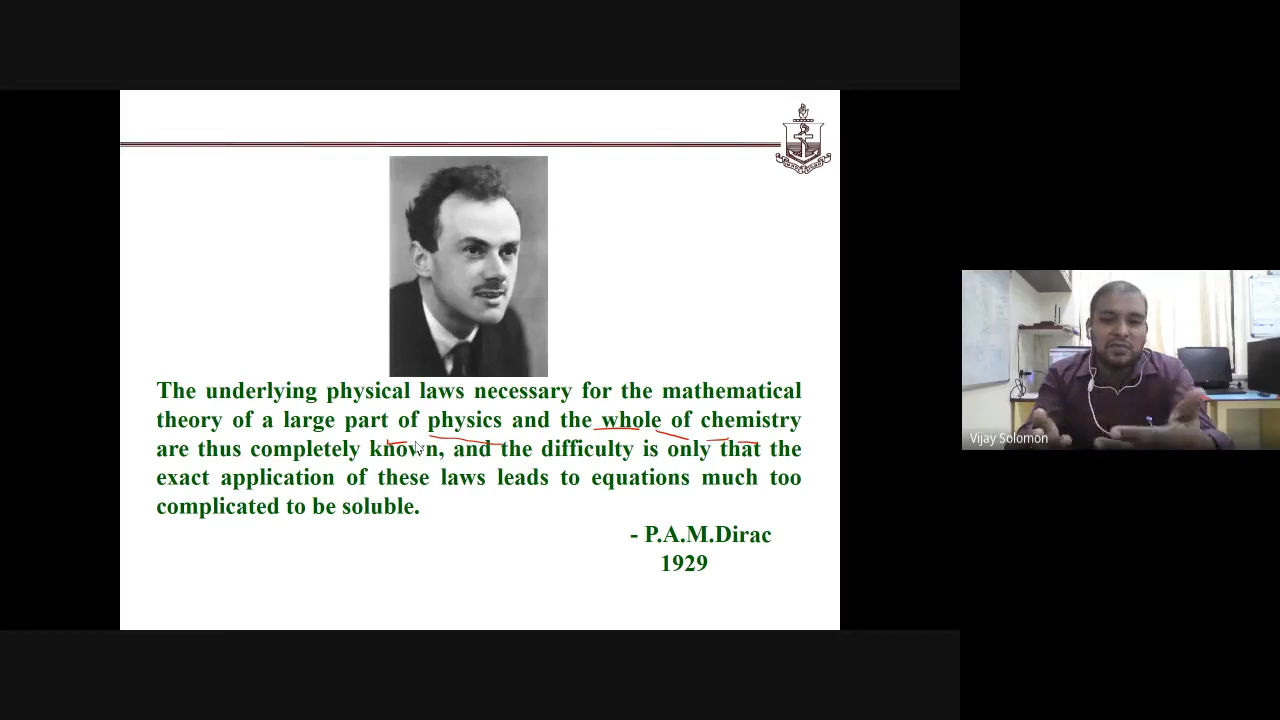 The underlying physical laws necessary for the mathematical
theory of a large part of physics and the whole of chemistry
are thus completely known, and the difficulty is only that the
exact application of these laws leads to equations much too
complicated to be soluble.
- P.A.M.Dirac
1929
Vijay Solomon